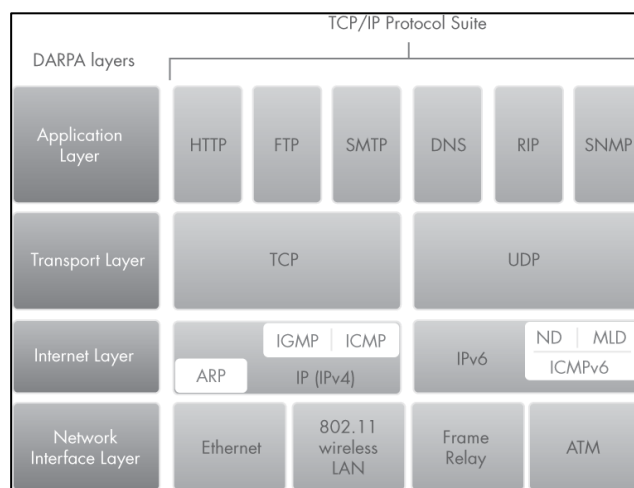 TCP/IP Protocol Suite
DARPA layers
Application
Layer
HTTP
FTP
SMTP
DNS
RIP
SNMP
Transport Layer
TCP
UDP
Internet Layer
IGMP
ICMP
ARP
IP (IPv4)
IPv6
ND
MLD
ICMPv6
Network
Interface Layer
Ethernet
802.11
wireless
LAN
Frame
Relay
ATM